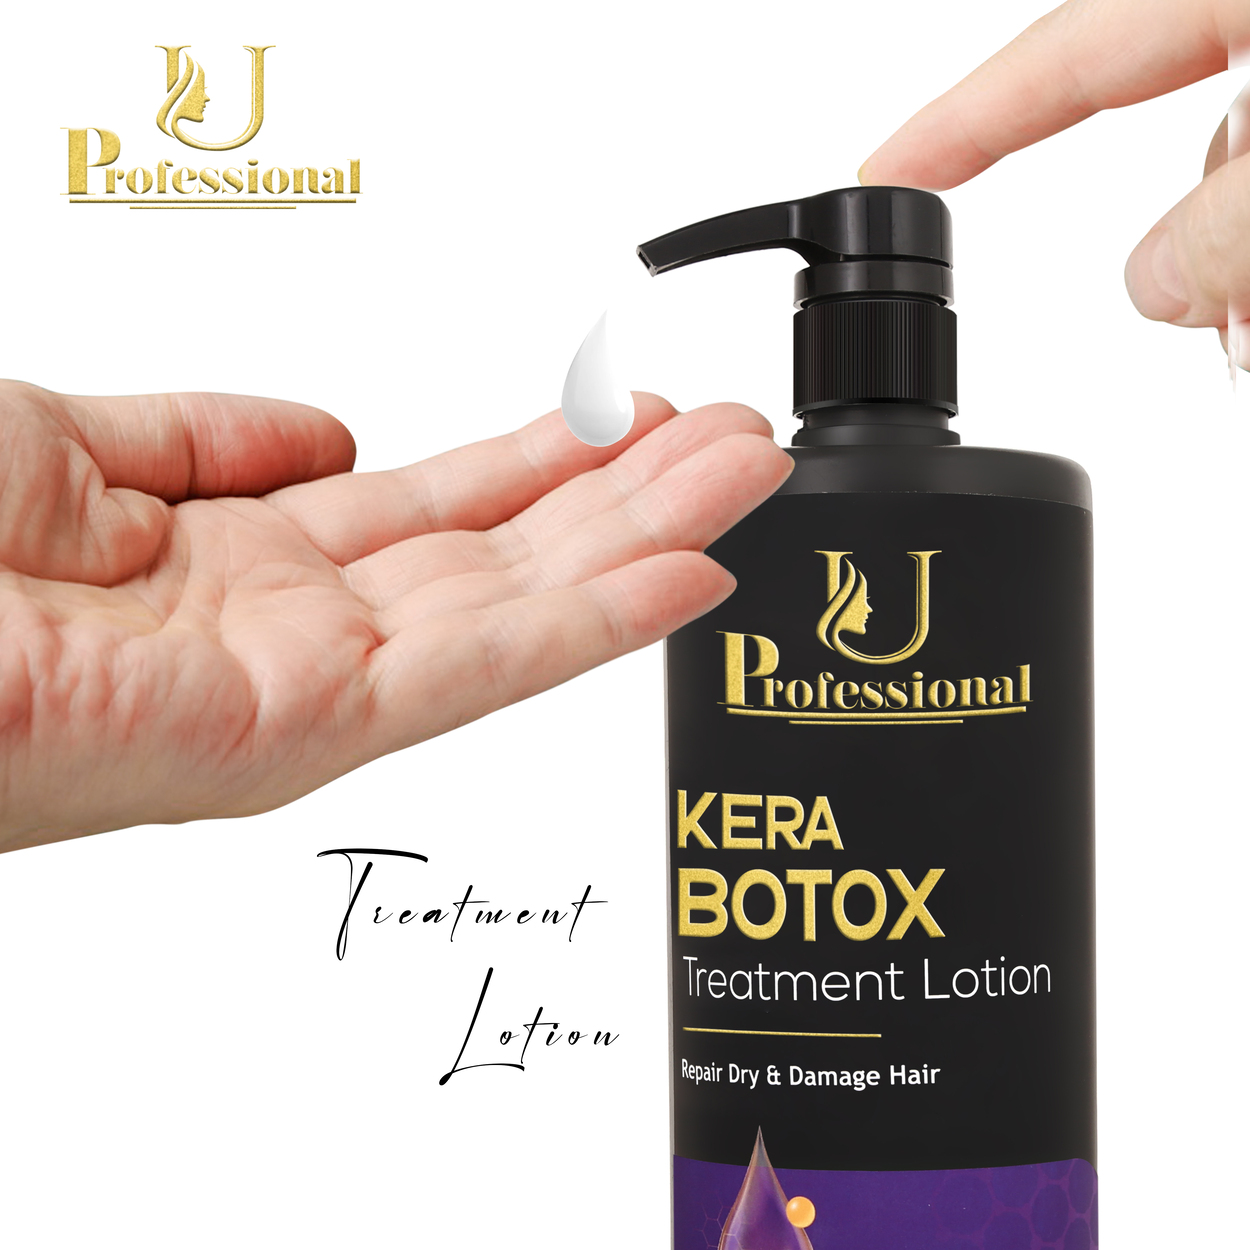 U
Professional
U
Professional
KERA
BOTOX
Treatment Lotion
Repair Dry & Damage Hair
Treatment
Lotion